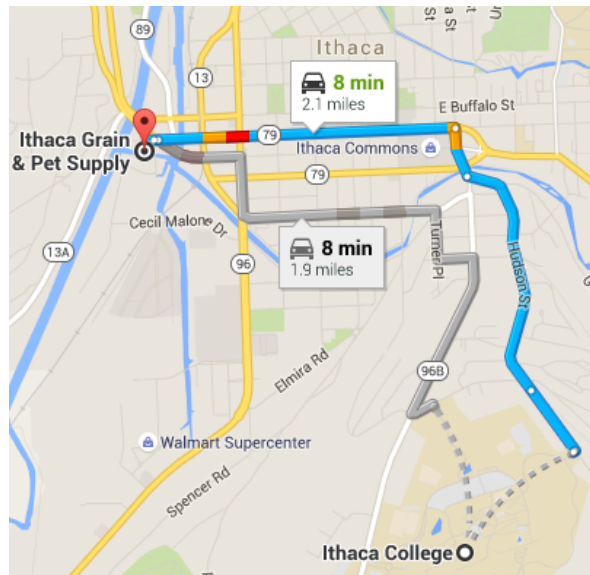 89
Ithaca
13
8 min
2.1 miles
E Buffalo St
Ithaca Grain
& Pet Supply
79
Ithaca Commons
79
Cecil Malone Dr
13A
96
8 min
1.9 miles
Turner Pl
Hudson St
Elmira Rd
96B
Walmart Supercenter
Spencer Rd
Ithaca College